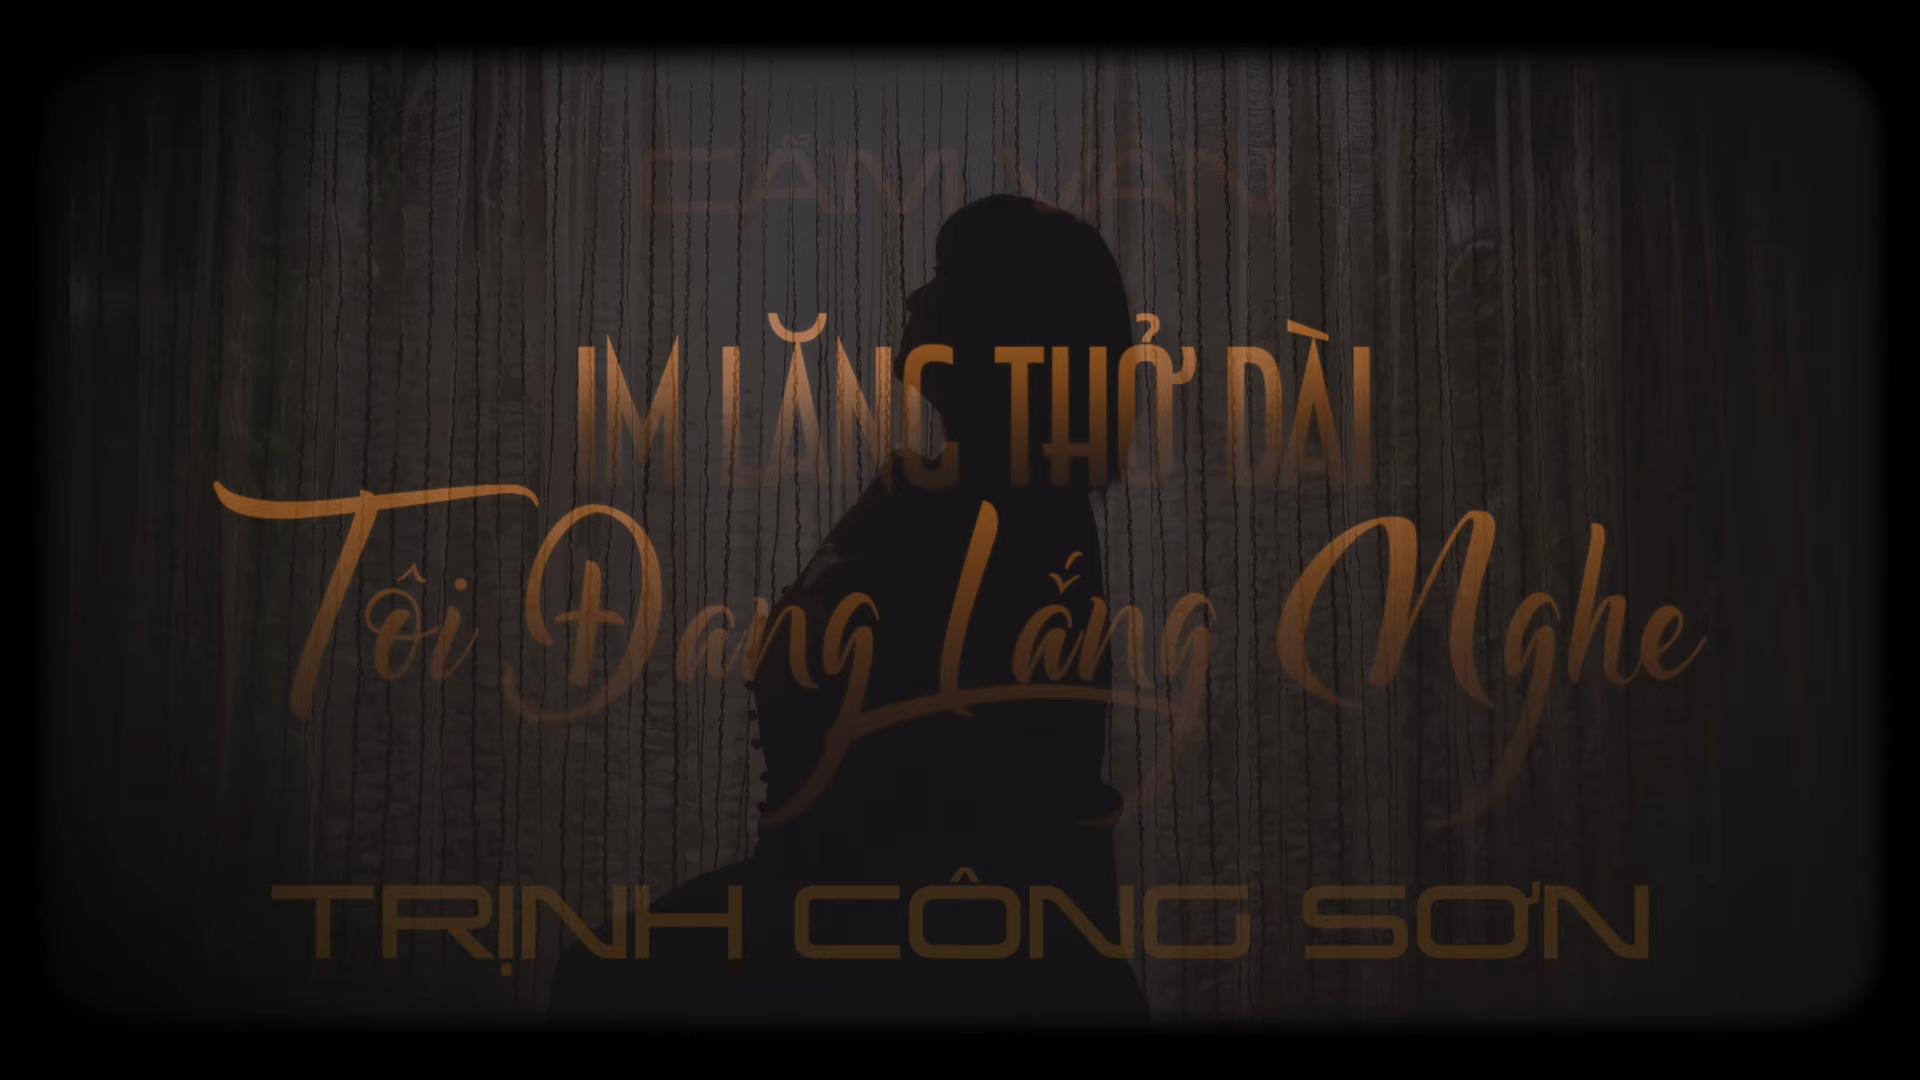 CẨM VÂN
IM LẶNG THỞ DÀI
Tôi Đang Lắng Nghe
TRỊNH CÔNG SƠN